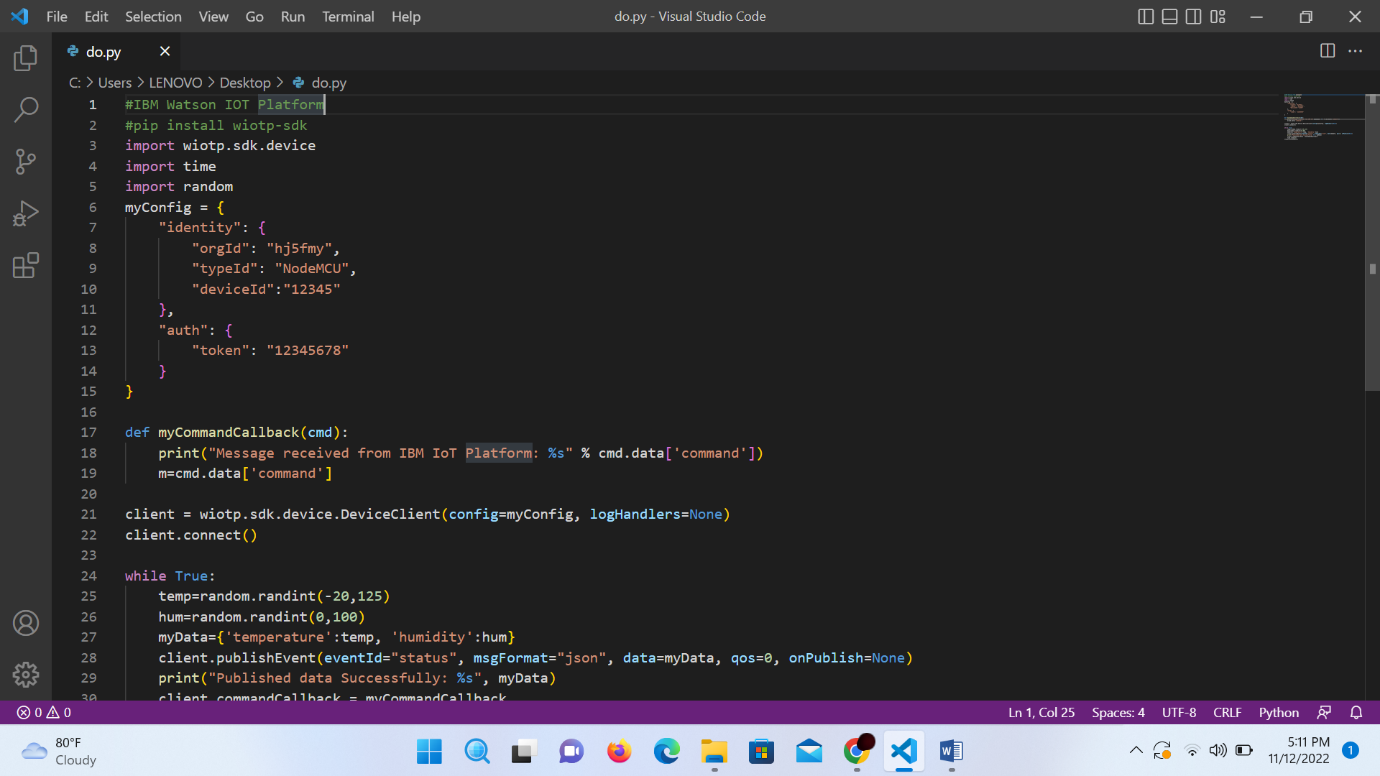 File Edit Selection View Go Run Terminal Help
do.py - Visual Studio Code
do.py
C: > Users > LENOVO > Desktop > do.py
1 #IBM Watson IOT Platform
2 #pip install wiotp-sdk
3 import wiotp.sdk.device
4 import time
5 import random
6 myConfig = {
7 "identity": {
8 "orgId": "hj5fmy",
9 "typeId": "NodeMCU",
10 "deviceId":"12345"
11 },
12 "auth": {
13 "token": "12345678"
14 }
15 }
16
17 def myCommandCallback(cmd):
18 print("Message received from IBM IoT Platform: %s" % cmd.data['command'])
19 m=cmd.data['command']
20
21 client = wiotp.sdk.device.DeviceClient(config=myConfig, logHandlers=None)
22 client.connect()
23
24 while True:
25 temp=random.randint(-20,125)
26 hum=random.randint(0,100)
27 myData={'temperature':temp, 'humidity':hum}
28 client.publishEvent(eventId="status", msgFormat="json", data=myData, qos=0, onPublish=None)
29 print("Published data Successfully: %s", myData)
30 client.commandCallback = myCommandCallback
0 0
Ln 1, Col 25 Spaces: 4 UTF-8 CRLF Python
80°F
Cloudy
5:11 PM
11/12/2022
1